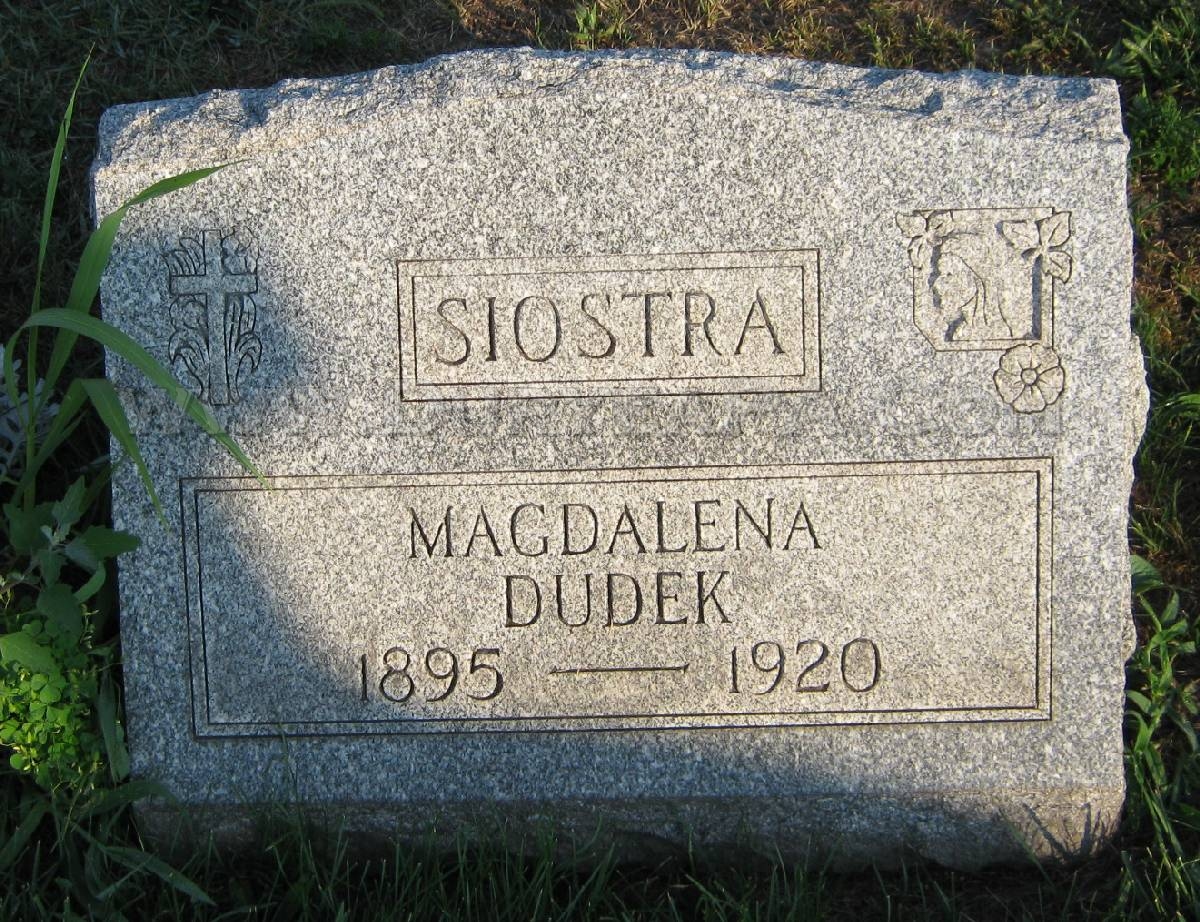 SIOSTRA
MAGDALENA
DUDEK
1895 — 1920